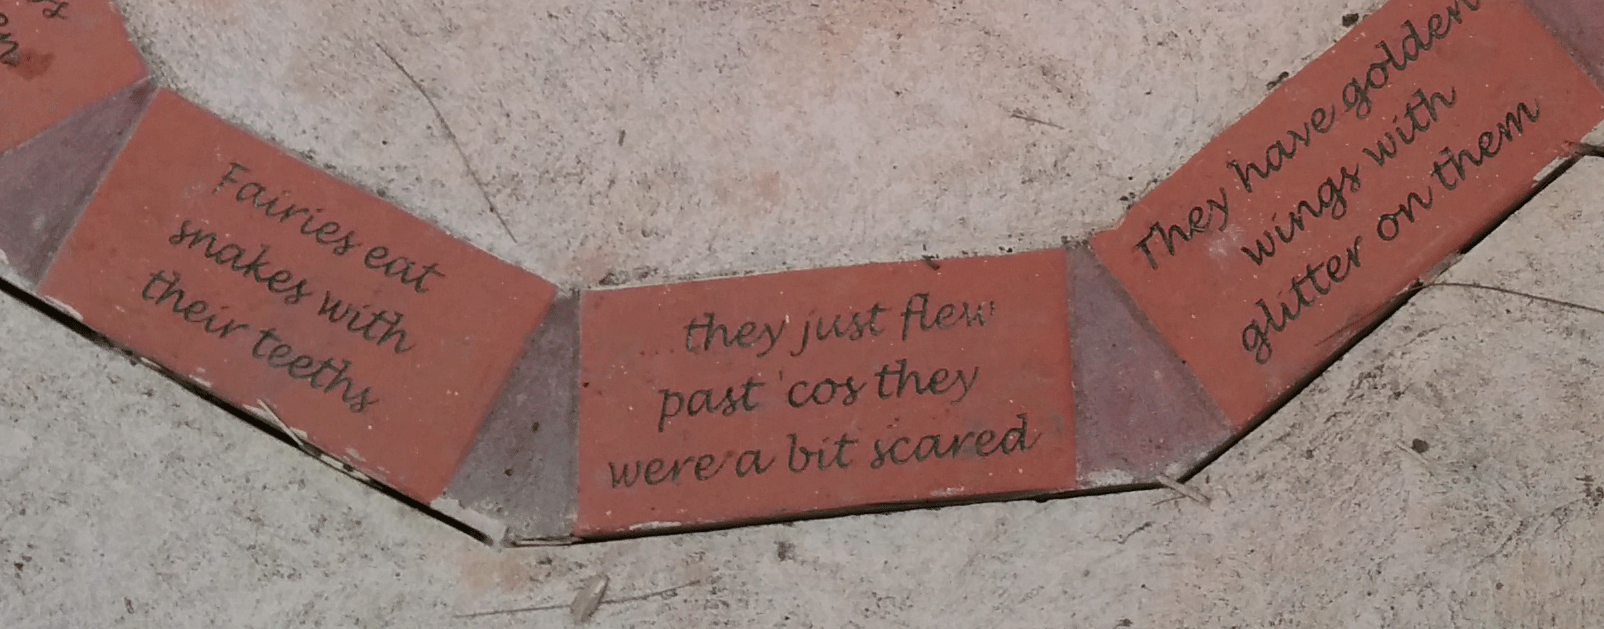 Fairies eat
snakes with
their teeths
they just flew
past 'cos they
were a bit scared
They have golden
wings with
glitter on them